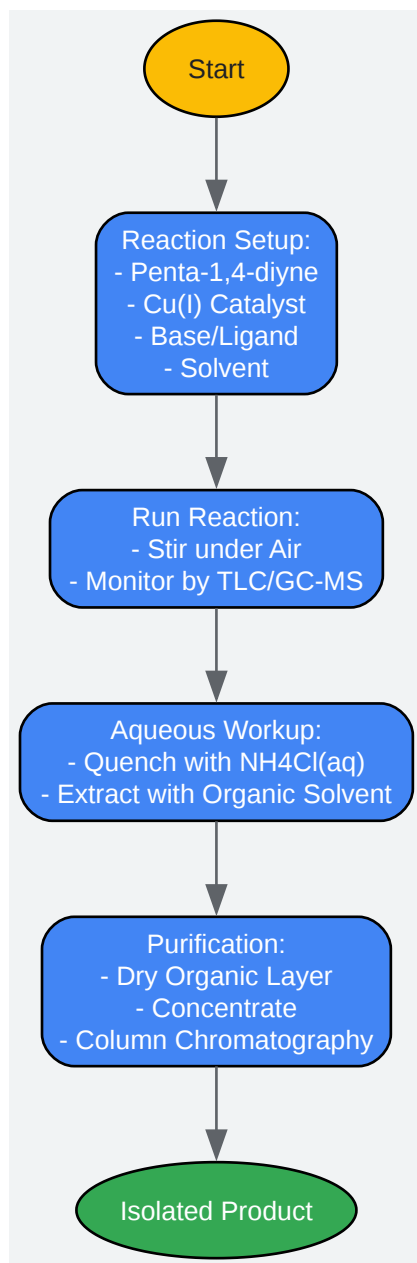 Start
Reaction Setup:
- Penta-1,4-diyne
- Cu(I) Catalyst
- Base/Ligand
- Solvent
Run Reaction:
- Stir under Air
- Monitor by TLC/GC-MS
Aqueous Workup:
- Quench with NH4Cl(aq)
- Extract with Organic Solvent
Purification:
- Dry Organic Layer
- Concentrate
- Column Chromatography
Isolated Product